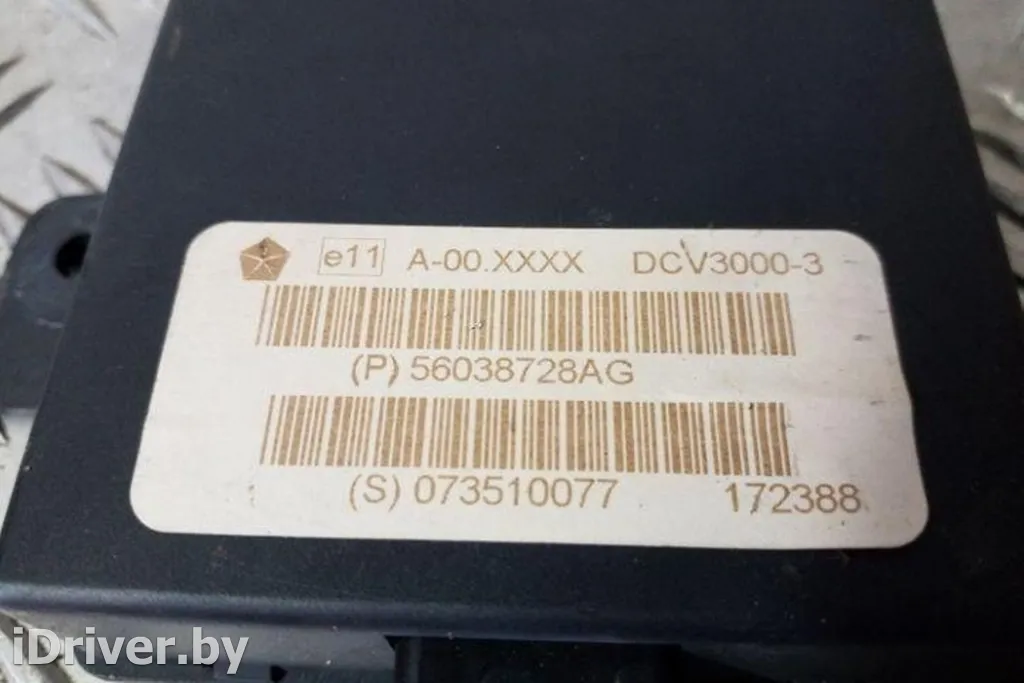 e11 A-00.XXXX DCV3000-3
(P) 56038728AG
(S) 073510077 172388
iDriver.by